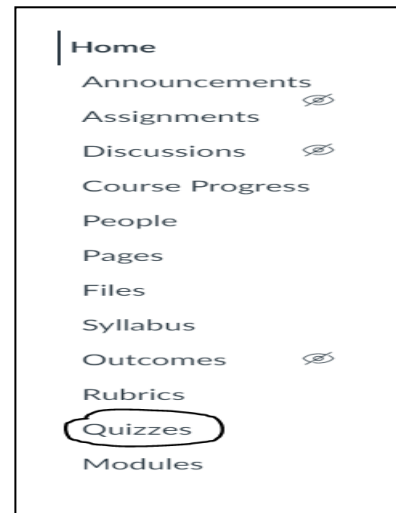 Home
Announcements
Assignments
Discussions
Course Progress
People
Pages
Files
Syllabus
Outcomes
Rubrics
Quizzes
Modules